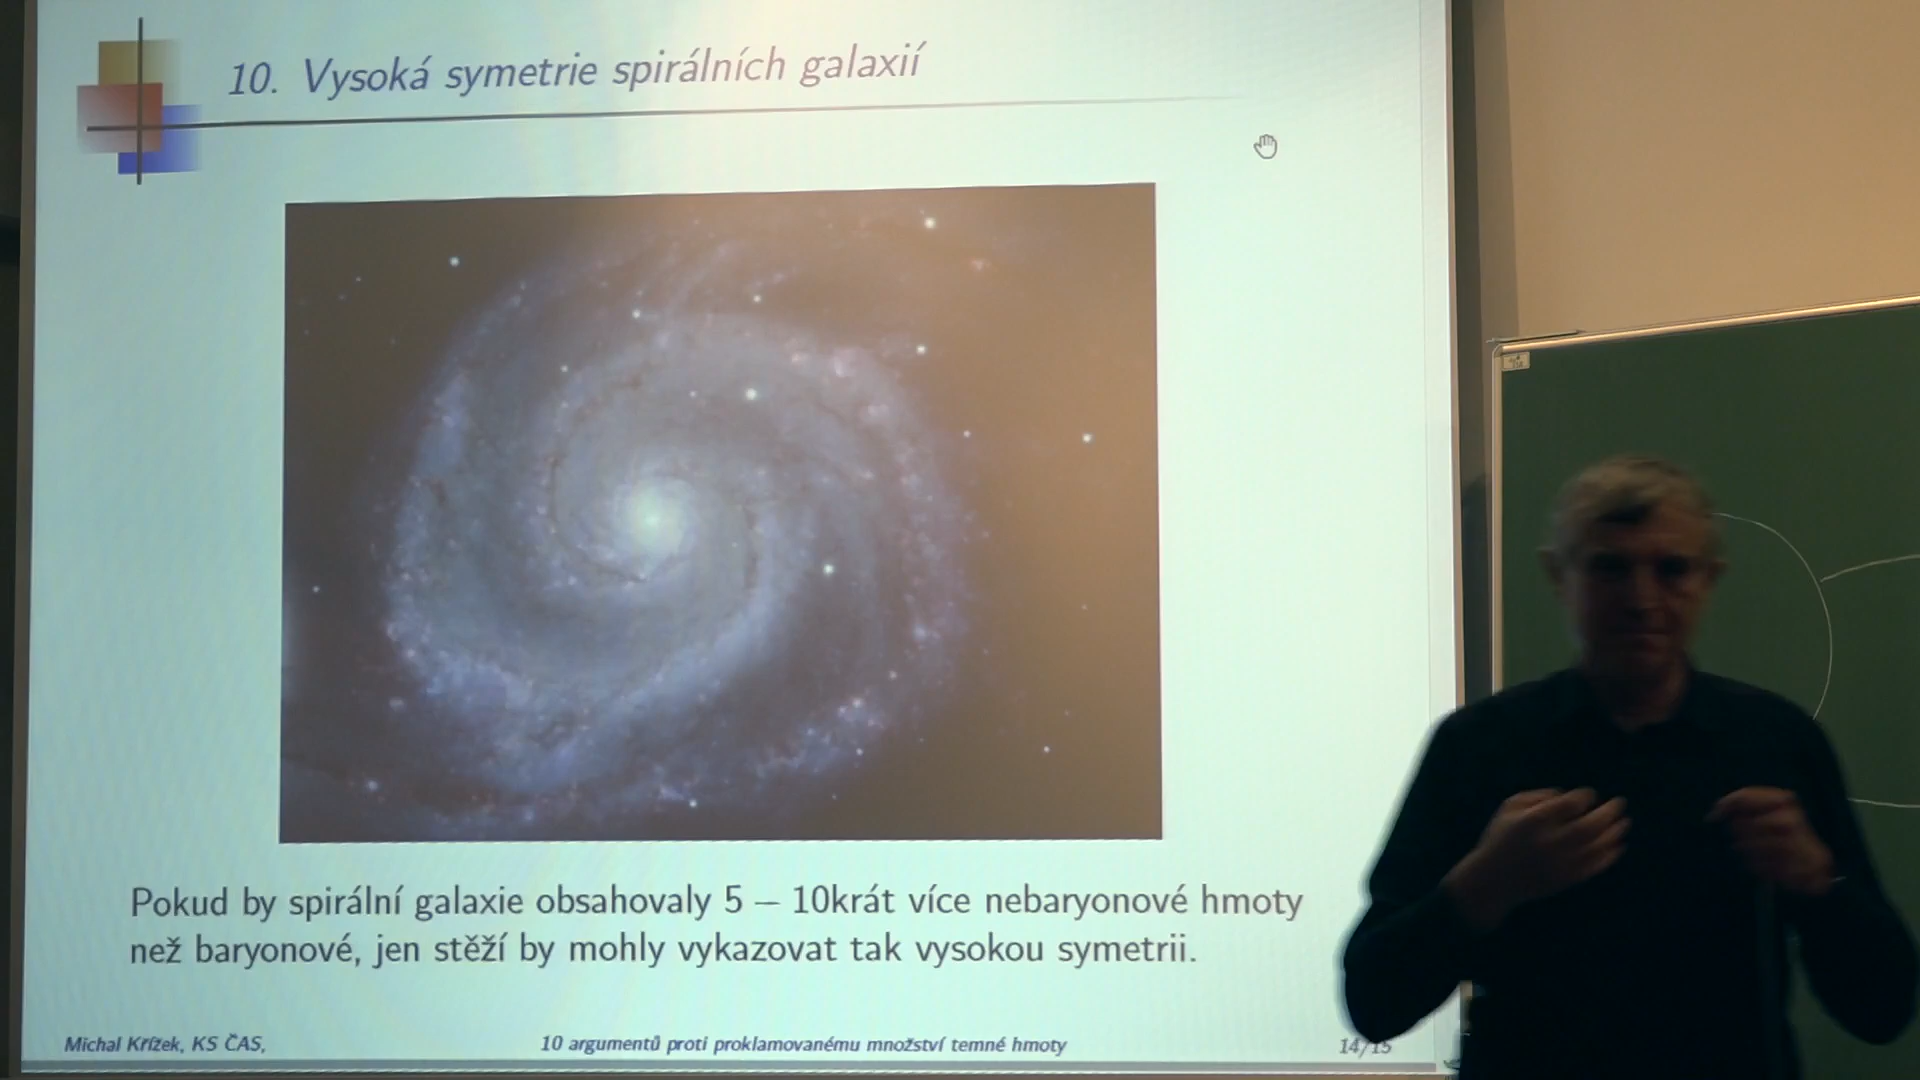 10. Vysoká symetrie spirálních galaxií
Pokud by spirální galaxie obsahovaly 5 – 10krát více nebaryonové hmoty
než baryonové, jen stěží by mohly vykazovat tak vysokou symetrii.
Michal Křížek, KS ČAS,
10 argumentů proti proklamovanému množství temné hmoty
14/15